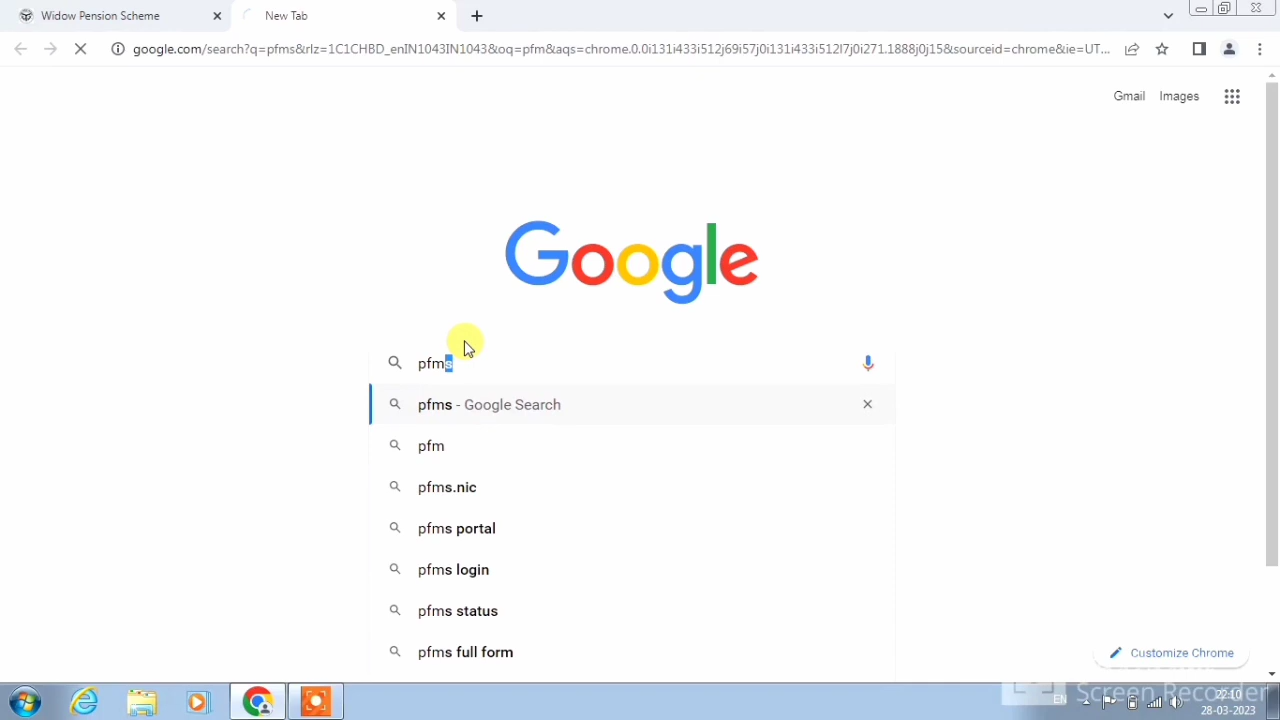 Widow Pension Scheme
New Tab
google.com/search?q=pfms&rlz=1C1CHBD_enIN1043IN1043&oq=pfm&aqs=chrome.0.0i131i433i512j69i57j0i131i433i512l7j0i271.1888j0j15&sourceid=chrome&ie=UT...
Gmail Images
Google
pfms
pfms - Google Search
pfm
pfms.nic
pfms portal
pfms login
pfms status
pfms full form
Customize Chrome
Screen Recorder
EN
22:10
28-03-2023